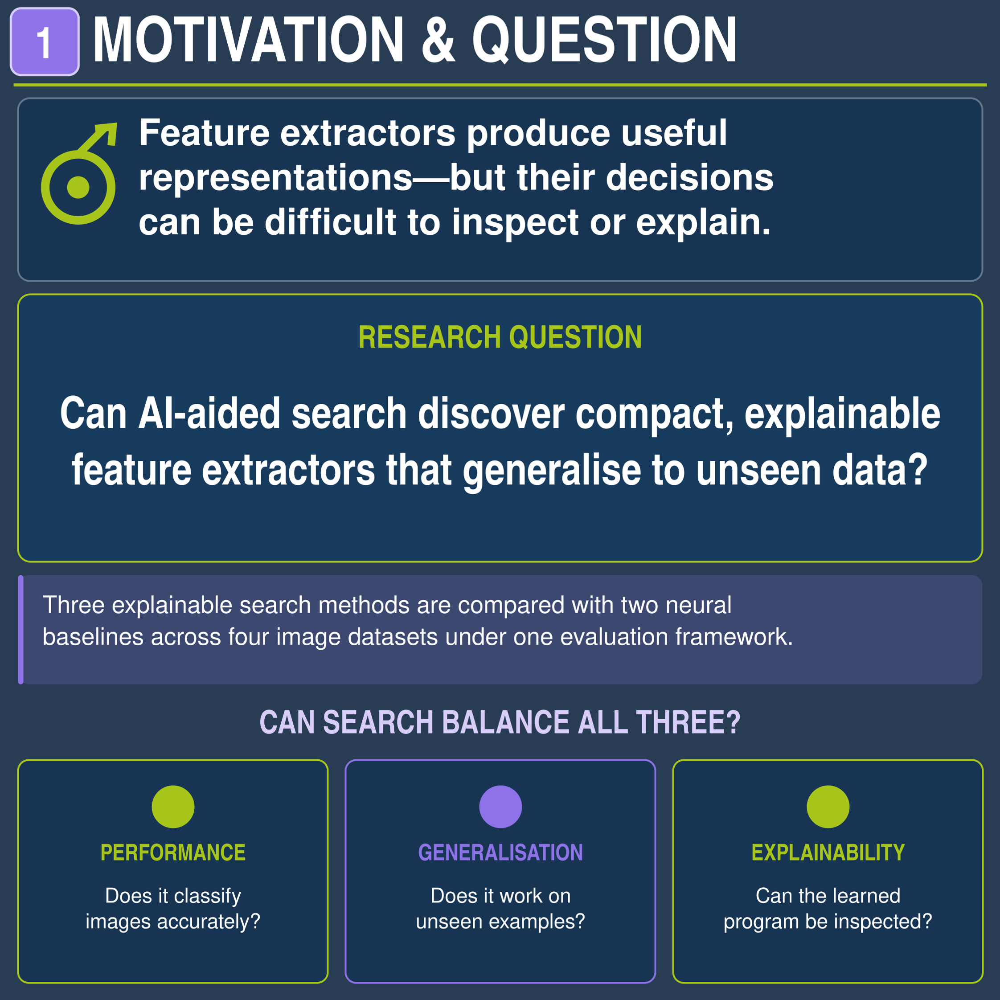 1 MOTIVATION & QUESTION
Feature extractors produce useful
representations—but their decisions
can be difficult to inspect or explain.
RESEARCH QUESTION
Can AI-aided search discover compact, explainable
feature extractors that generalise to unseen data?
Three explainable search methods are compared with two neural
baselines across four image datasets under one evaluation framework.
CAN SEARCH BALANCE ALL THREE?
PERFORMANCE
Does it classify
images accurately?
GENERALISATION
Does it work on
unseen examples?
EXPLAINABILITY
Can the learned
program be inspected?